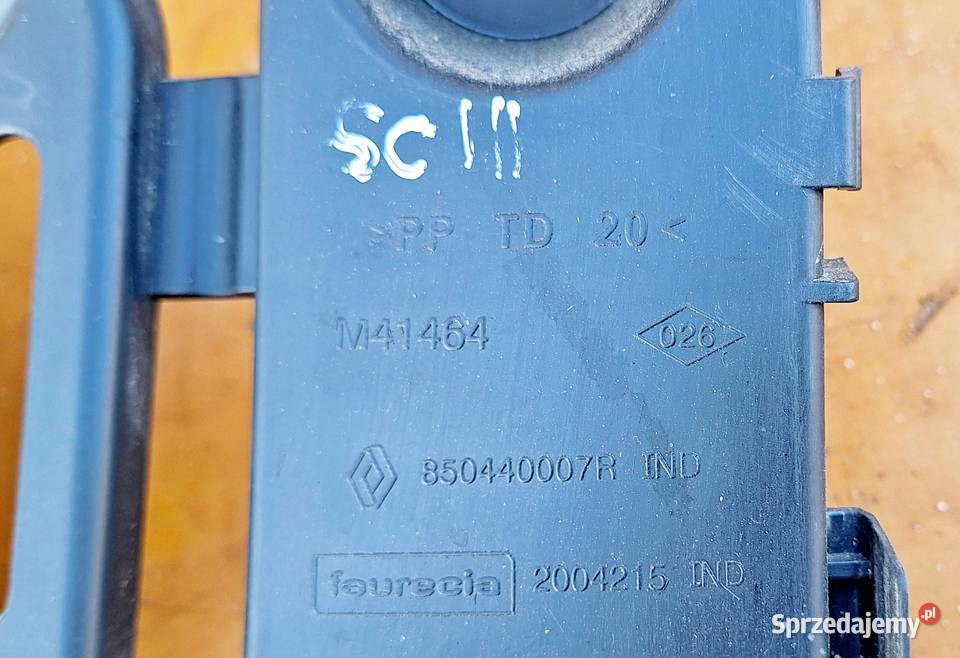 SC III
>PP TD 20<
M41464
026
850440007R IND
faurecia 2004215 IND
Sprzedajemy.pl